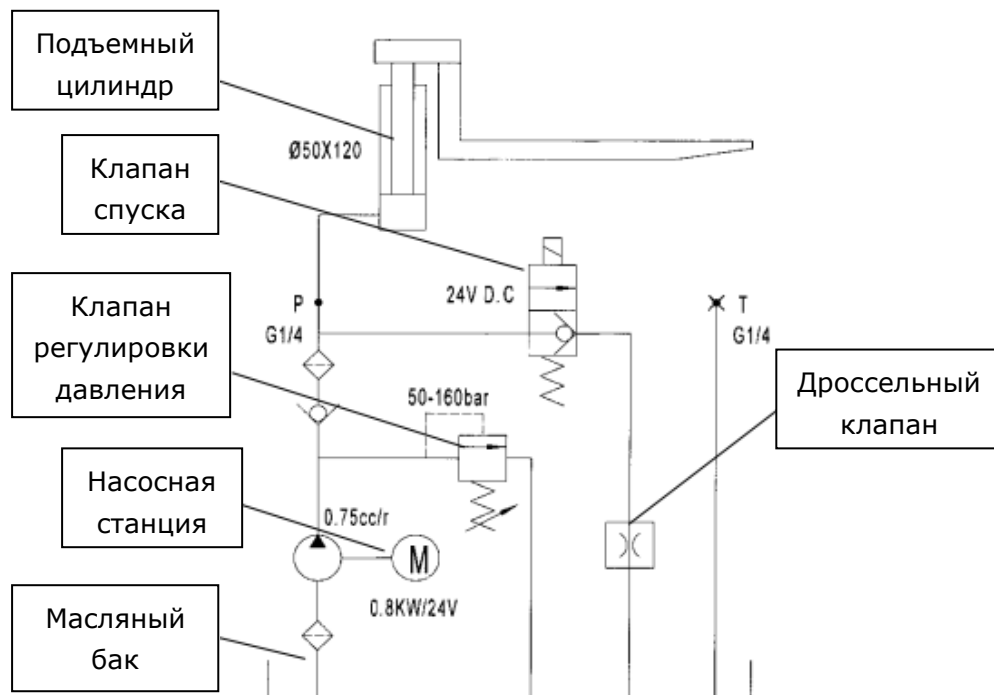 Подъемный
цилиндр
Ø50X120
Клапан
спуска
24V D.C
P
G1/4
T
G1/4
Клапан
регулировки
давления
50-160bar
Дроссельный
клапан
Насосная
станция
0.75cc/r
M
0.8KW/24V
Масляный
бак